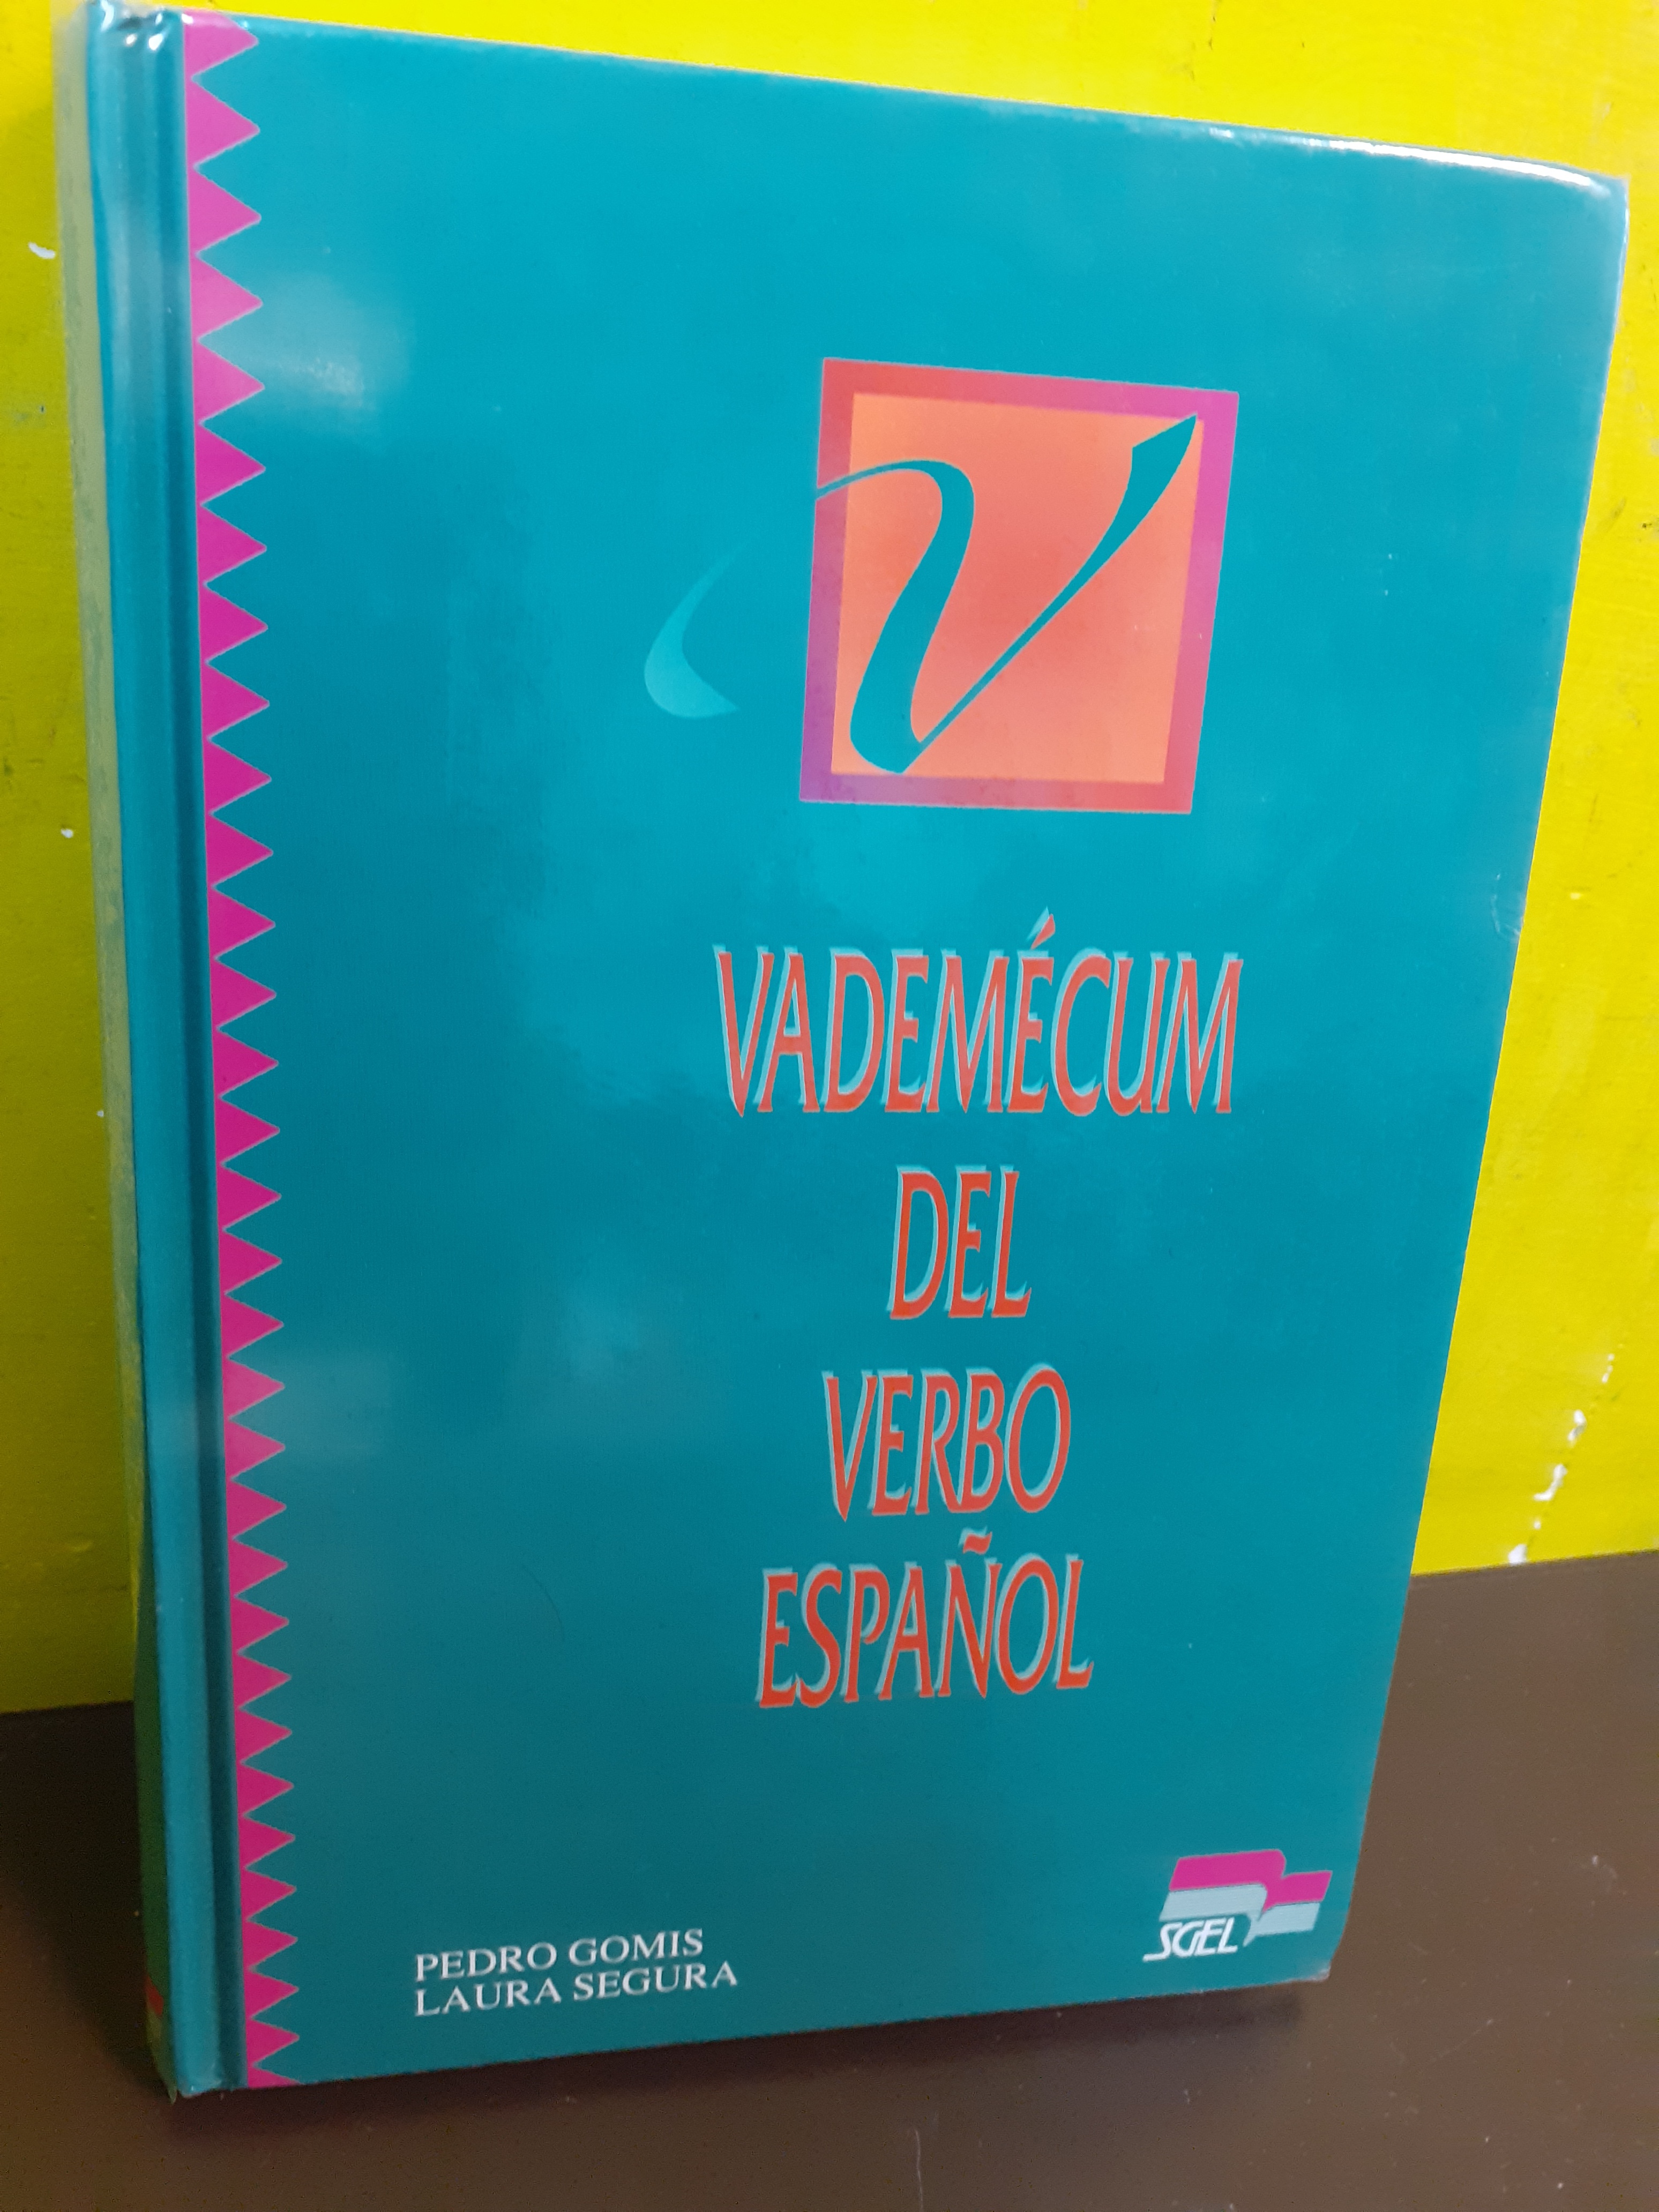 V
VADEMÉCUM
DEL
VERBO
ESPAÑOL
PEDRO GOMIS
LAURA SEGURA
SGEL